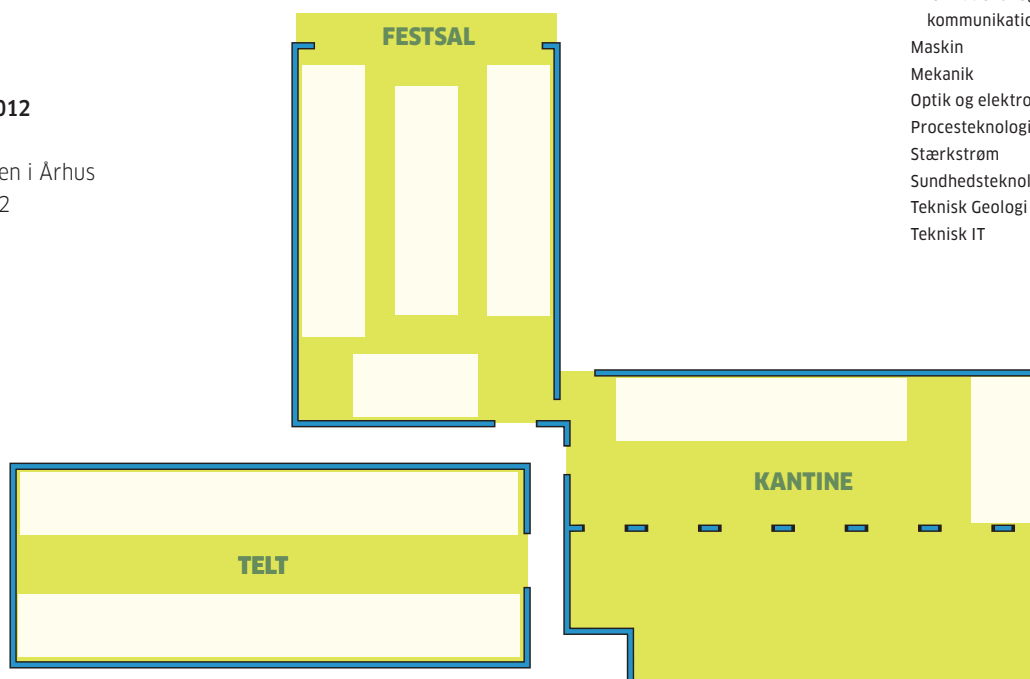 012
en i Århus
2
FESTSAL
kommunikatio
Maskin
Mekanik
Optik og elektro
Procesteknologi
Stærkstrøm
Sundhedsteknol
Teknisk Geologi
Teknisk IT
KANTINE
TELT